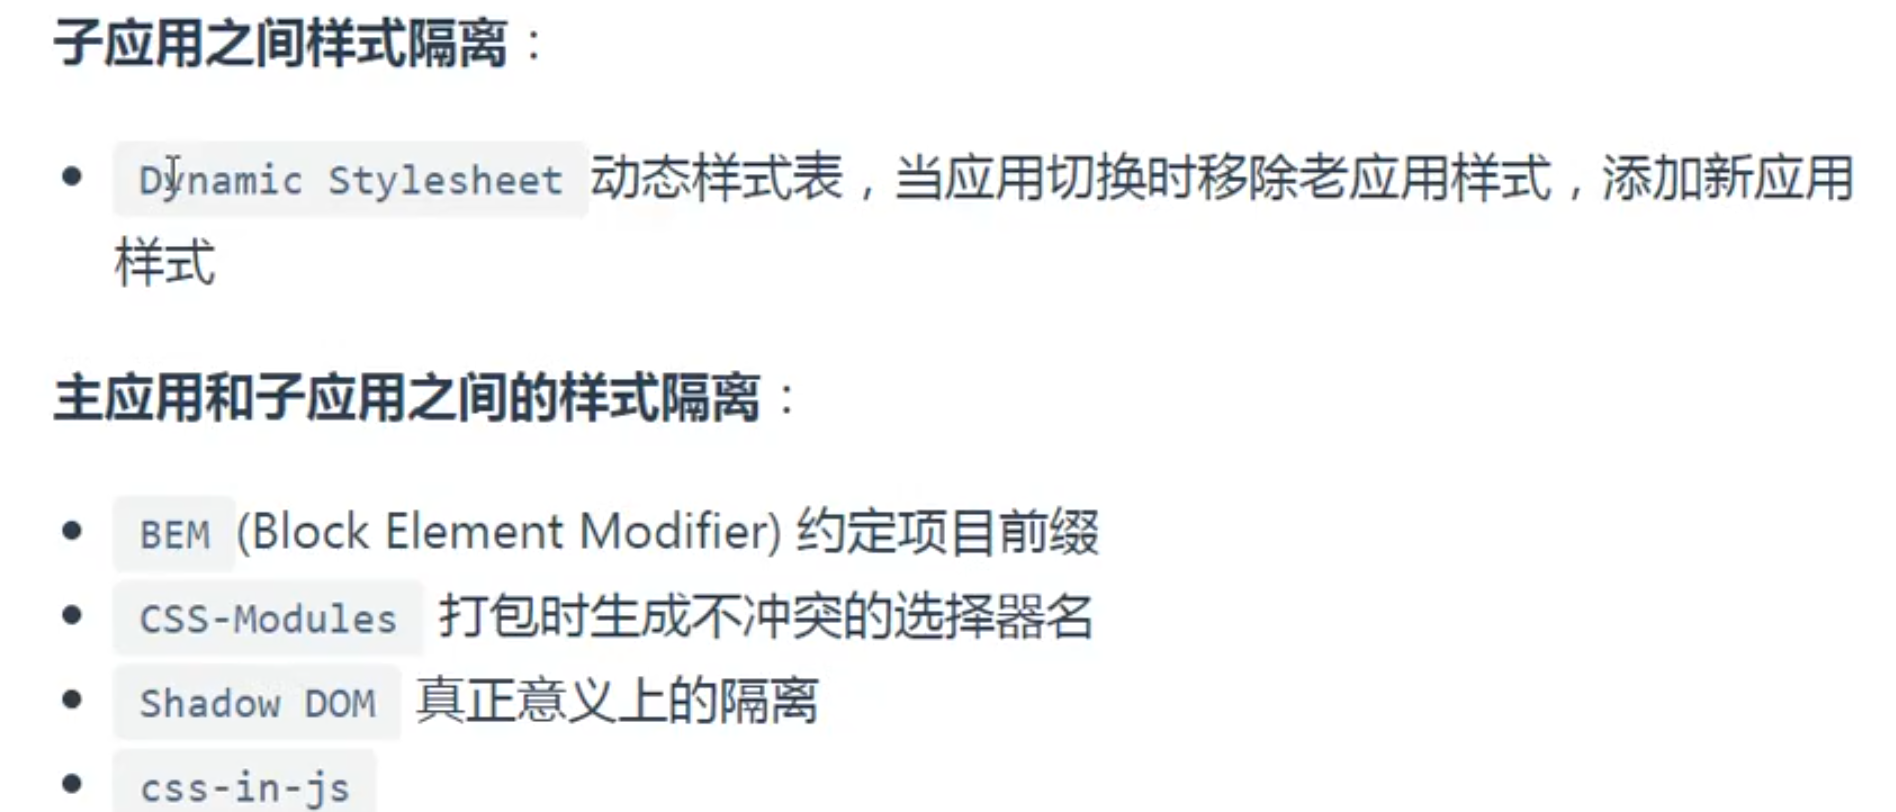 子应用之间样式隔离：
Dynamic Stylesheet 动态样式表，当应用切换时移除老应用样式，添加新应用
样式
主应用和子应用之间的样式隔离：
BEM (Block Element Modifier) 约定项目前缀
CSS-Modules 打包时生成不冲突的选择器名
Shadow DOM 真正意义上的隔离
css-in-js